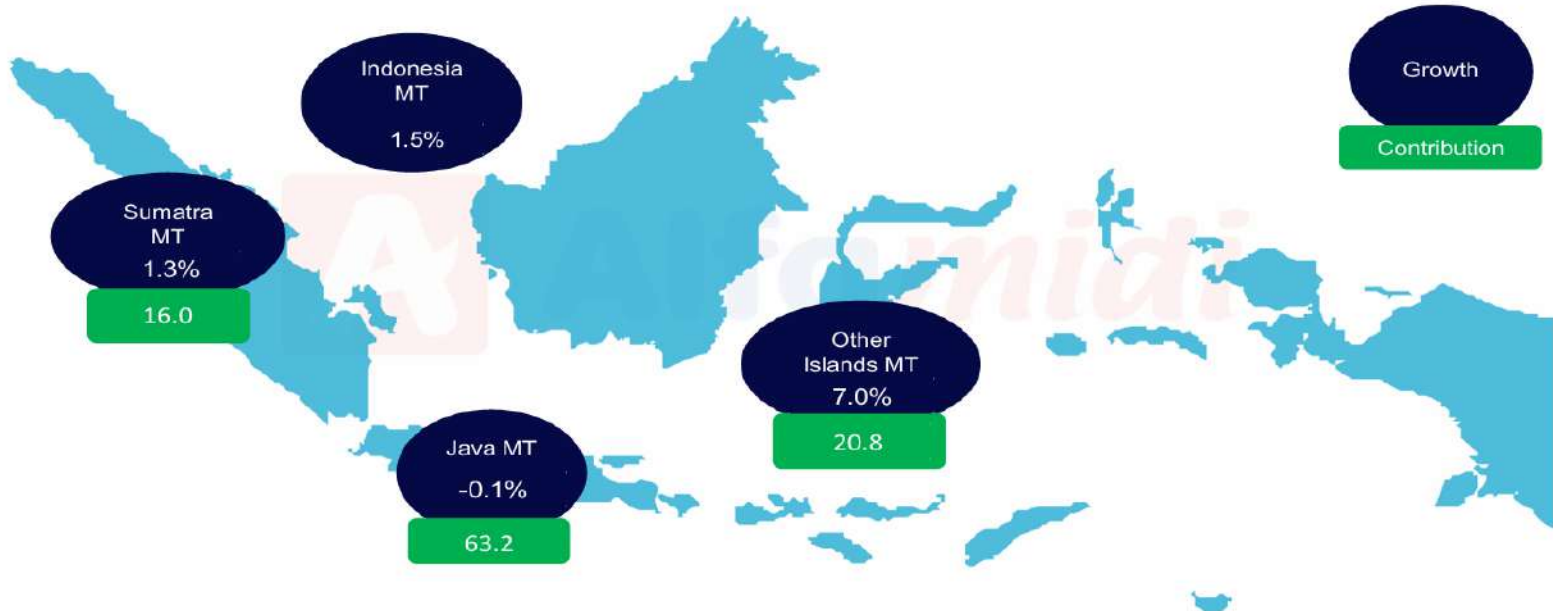 Indonesia
MT
1.5%
Growth
Contribution
Sumatra
MT
1.3%
16.0
Alfamidi
Other
Islands MT
7.0%
20.8
Java MT
-0.1%
63.2